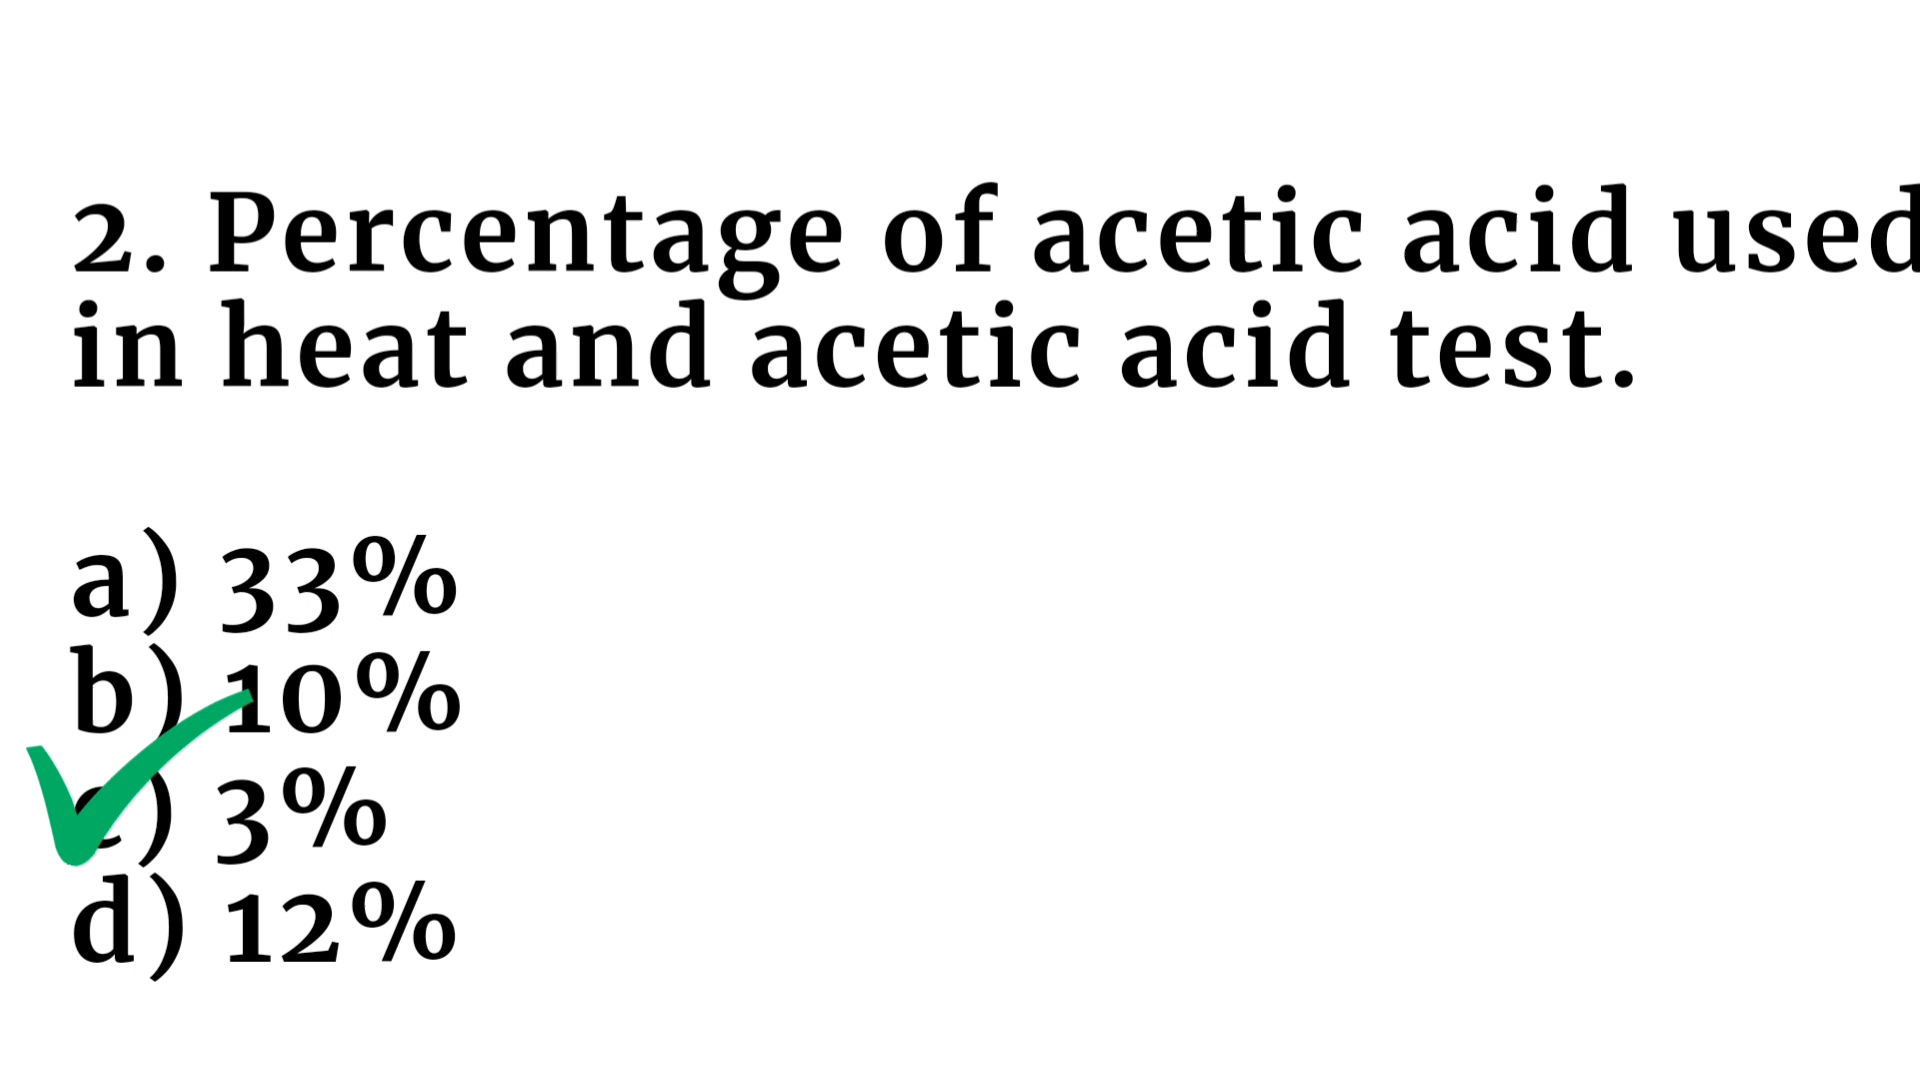 2. Percentage of acetic acid used
in heat and acetic acid test.
a) 33%
b) 10%
c) 3%
d) 12%